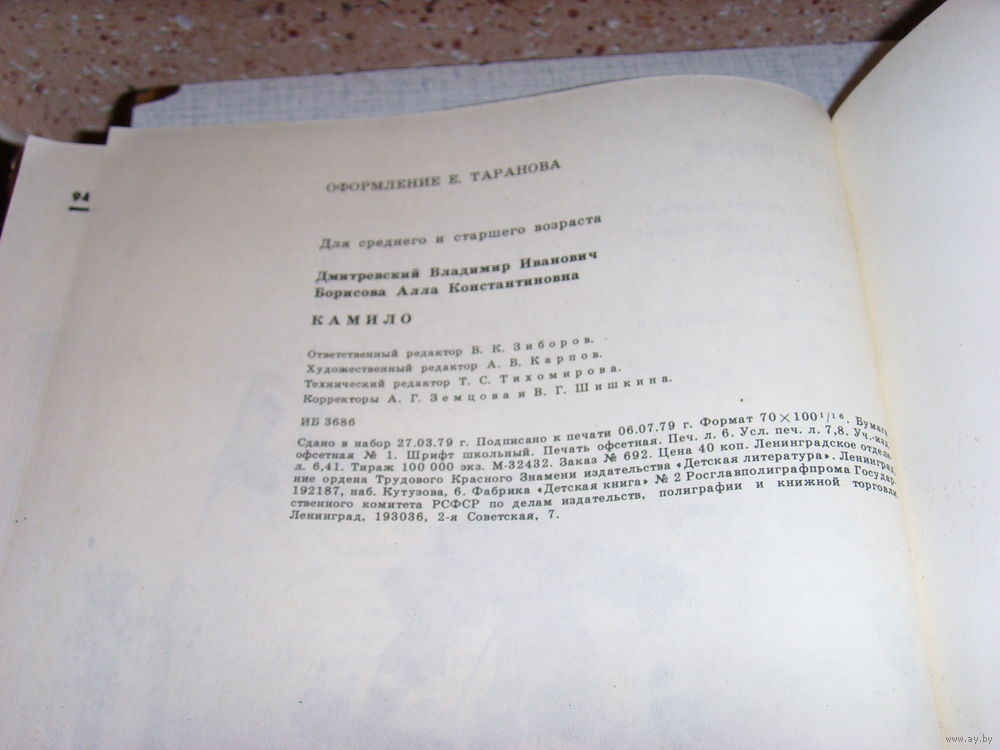 94
ОФОРМЛЕНИЕ Е. ТАРАНОВА
Для среднего и старшего возраста
Дмитревский Владимир Иванович
Борисова Алла Константиновна
КАМИЛО
Ответственный редактор В. К. Зиборов.
Художественный редактор А. В. Карпов.
Технический редактор Т. С. Тихомирова.
Корректоры А. Г. Земцова и В. Г. Шишкина.
ИБ 3686
Сдано в набор 27.03.79 г. Подписано к печати 06.07.79 г. Формат 70×100¹/₁₆. Бумага
офсетная № 1. Шрифт школьный. Печать офсетная. Печ. л. 6. Усл. печ. л. 7,8. Уч.-изд.
л. 6,41. Тираж 100 000 экз. М-32432. Заказ № 692. Цена 40 коп. Ленинградское отделе-
ние ордена Трудового Красного Знамени издательства «Детская литература». Ленинград,
192187, наб. Кутузова, 6. Фабрика «Детская книга» № 2 Росглавполиграфпрома Государ-
ственного комитета РСФСР по делам издательств, полиграфии и книжной торговли.
Ленинград, 193036, 2-я Советская, 7.
www.ay.by